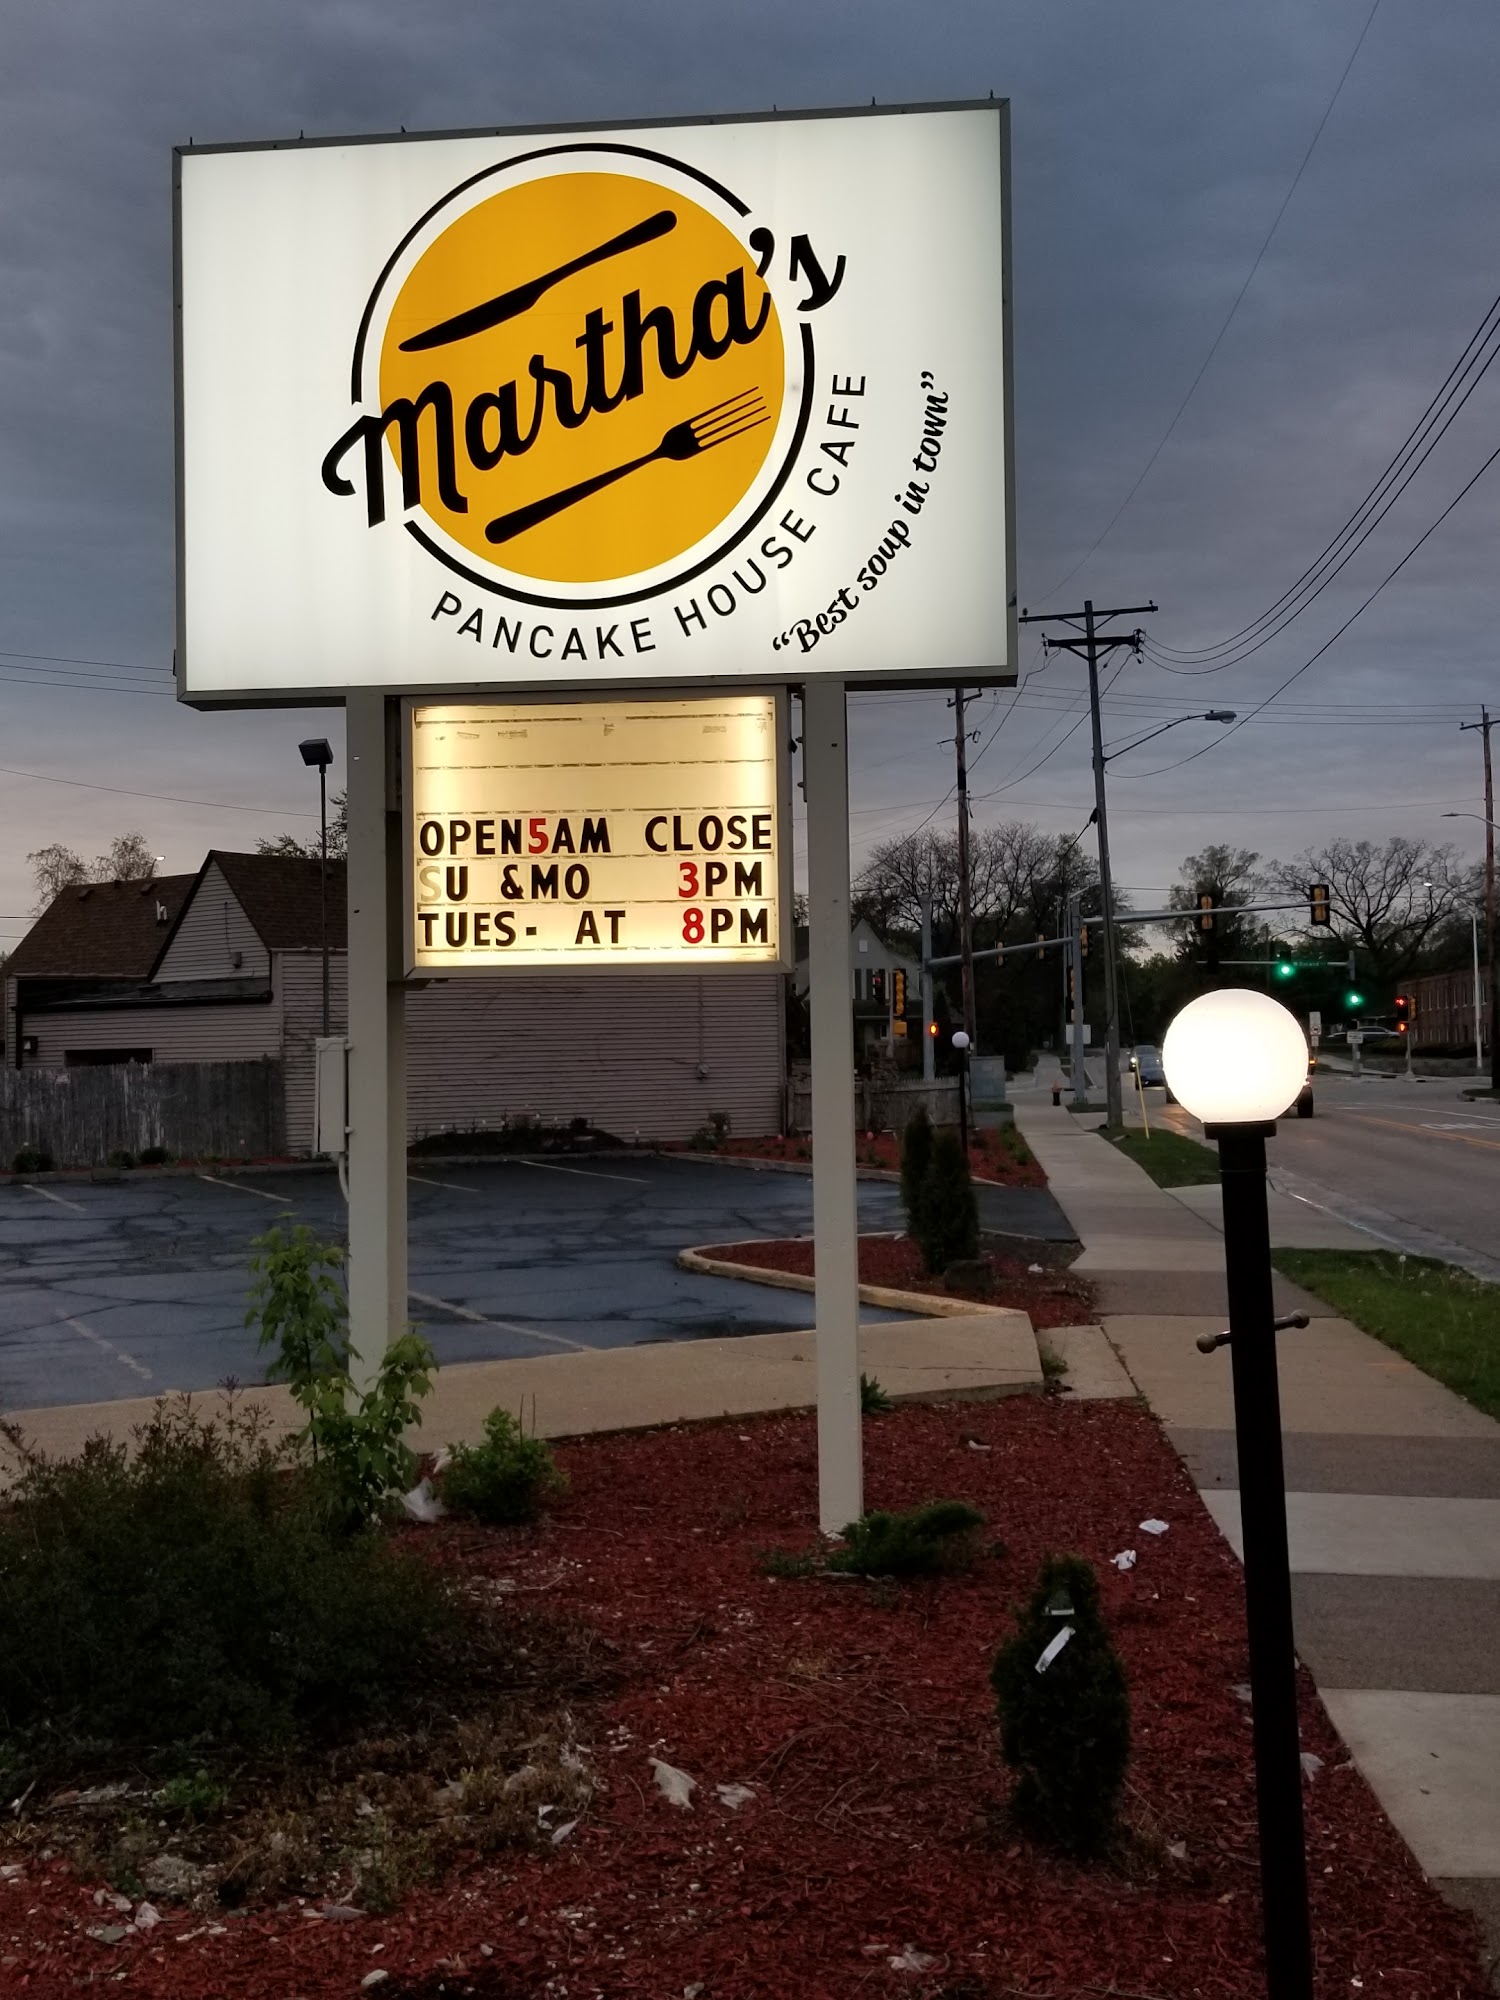 Martha's
PANCAKE HOUSE CAFE
"Best soup in town"
OPEN5AM CLOSE
SU &MO 3PM
TUES- AT 8PM